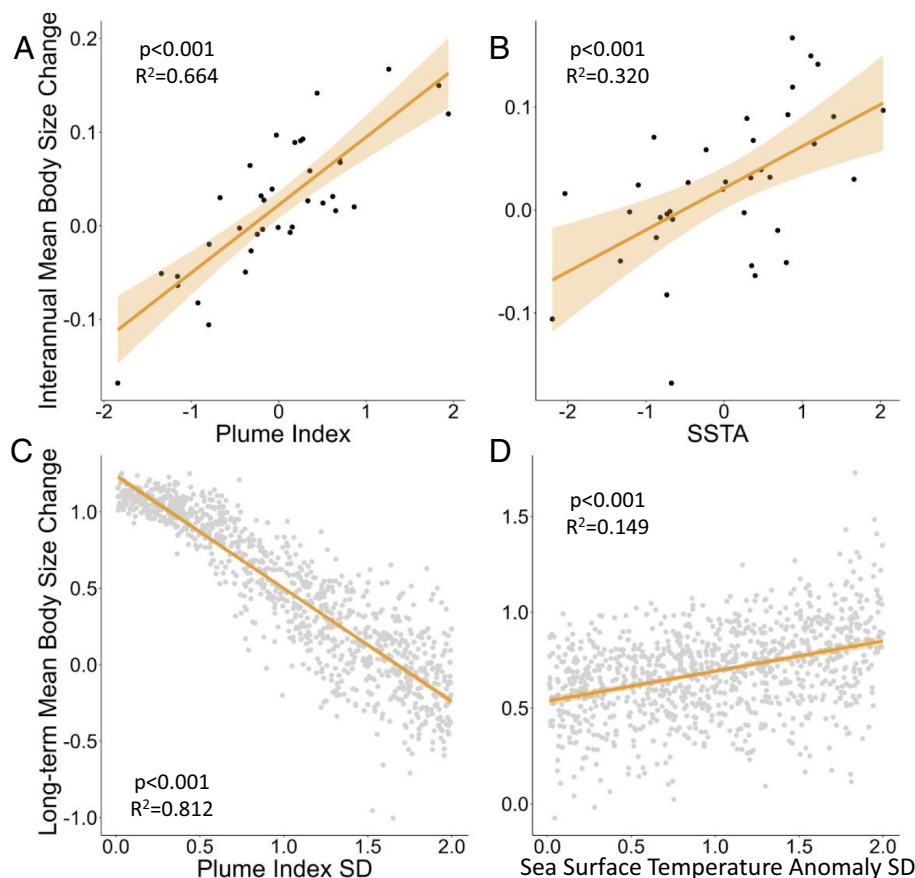 A
p<0.001
R²=0.664
Interannual Mean Body Size Change
0.2
0.1
0.0
-0.1
-2
-1
0
1
2
Plume Index
B
p<0.001
R²=0.320
0.1
0.0
-0.1
-2
-1
0
1
2
SSTA
C
Long-term Mean Body Size Change
1.0
0.5
0.0
-0.5
-1.0
p<0.001
R²=0.812
0.0
0.5
1.0
1.5
2.0
Plume Index SD
D
p<0.001
R²=0.149
1.5
1.0
0.5
0.0
0.0
0.5
1.0
1.5
2.0
Sea Surface Temperature Anomaly SD